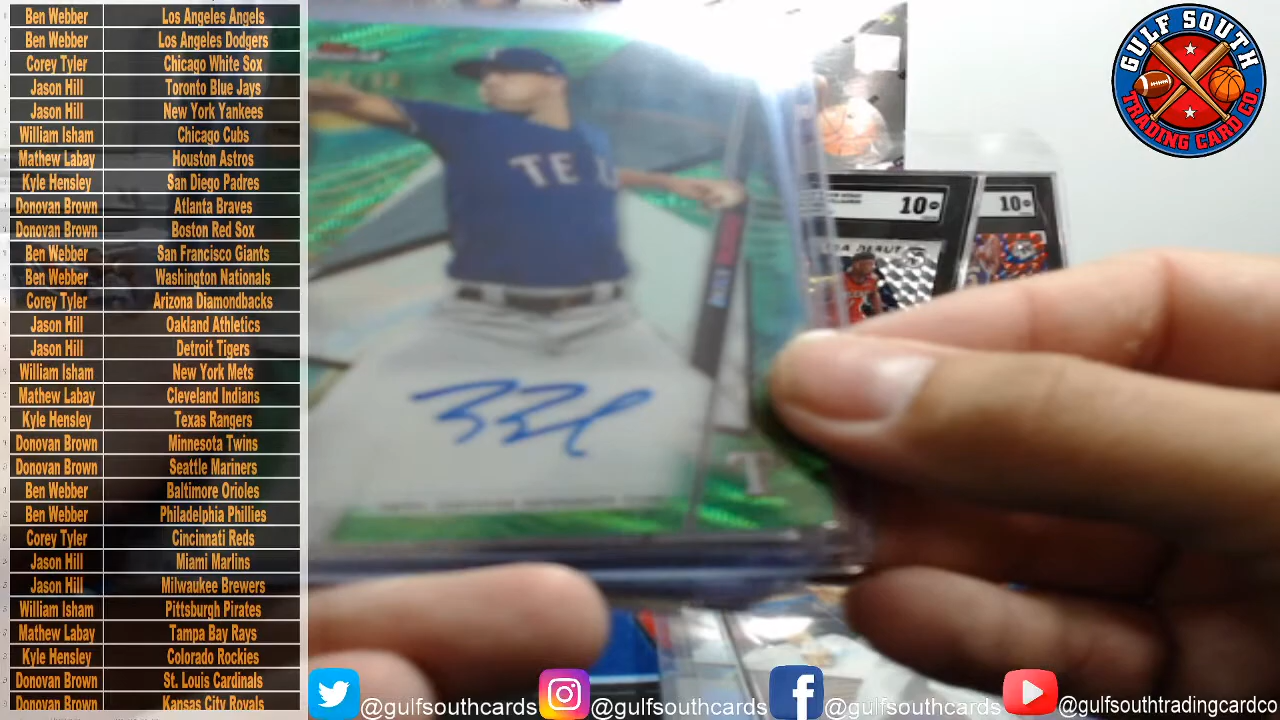 Ben Webber Los Angeles Angels
Ben Webber Los Angeles Dodgers
Corey Tyler Chicago White Sox
Jason Hill Toronto Blue Jays
Jason Hill New York Yankees
William Isham Chicago Cubs
Mathew Labay Houston Astros
Kyle Hensley San Diego Padres
Donovan Brown Atlanta Braves
Donovan Brown Boston Red Sox
Ben Webber San Francisco Giants
Ben Webber Washington Nationals
Corey Tyler Arizona Diamondbacks
Jason Hill Oakland Athletics
Jason Hill Detroit Tigers
William Isham New York Mets
Mathew Labay Cleveland Indians
Kyle Hensley Texas Rangers
Donovan Brown Minnesota Twins
Donovan Brown Seattle Mariners
Ben Webber Baltimore Orioles
Ben Webber Philadelphia Phillies
Corey Tyler Cincinnati Reds
Jason Hill Miami Marlins
Jason Hill Milwaukee Brewers
William Isham Pittsburgh Pirates
Mathew Labay Tampa Bay Rays
Kyle Hensley Colorado Rockies
Donovan Brown St. Louis Cardinals
Donovan Brown Kansas City Royals
TE
T
10
10
DEBUT
GULF SOUTH
TRADING CARD CO.
@gulfsouthcards @gulfsouthcards @gulfsouthcards @gulfsouthtradingcardco